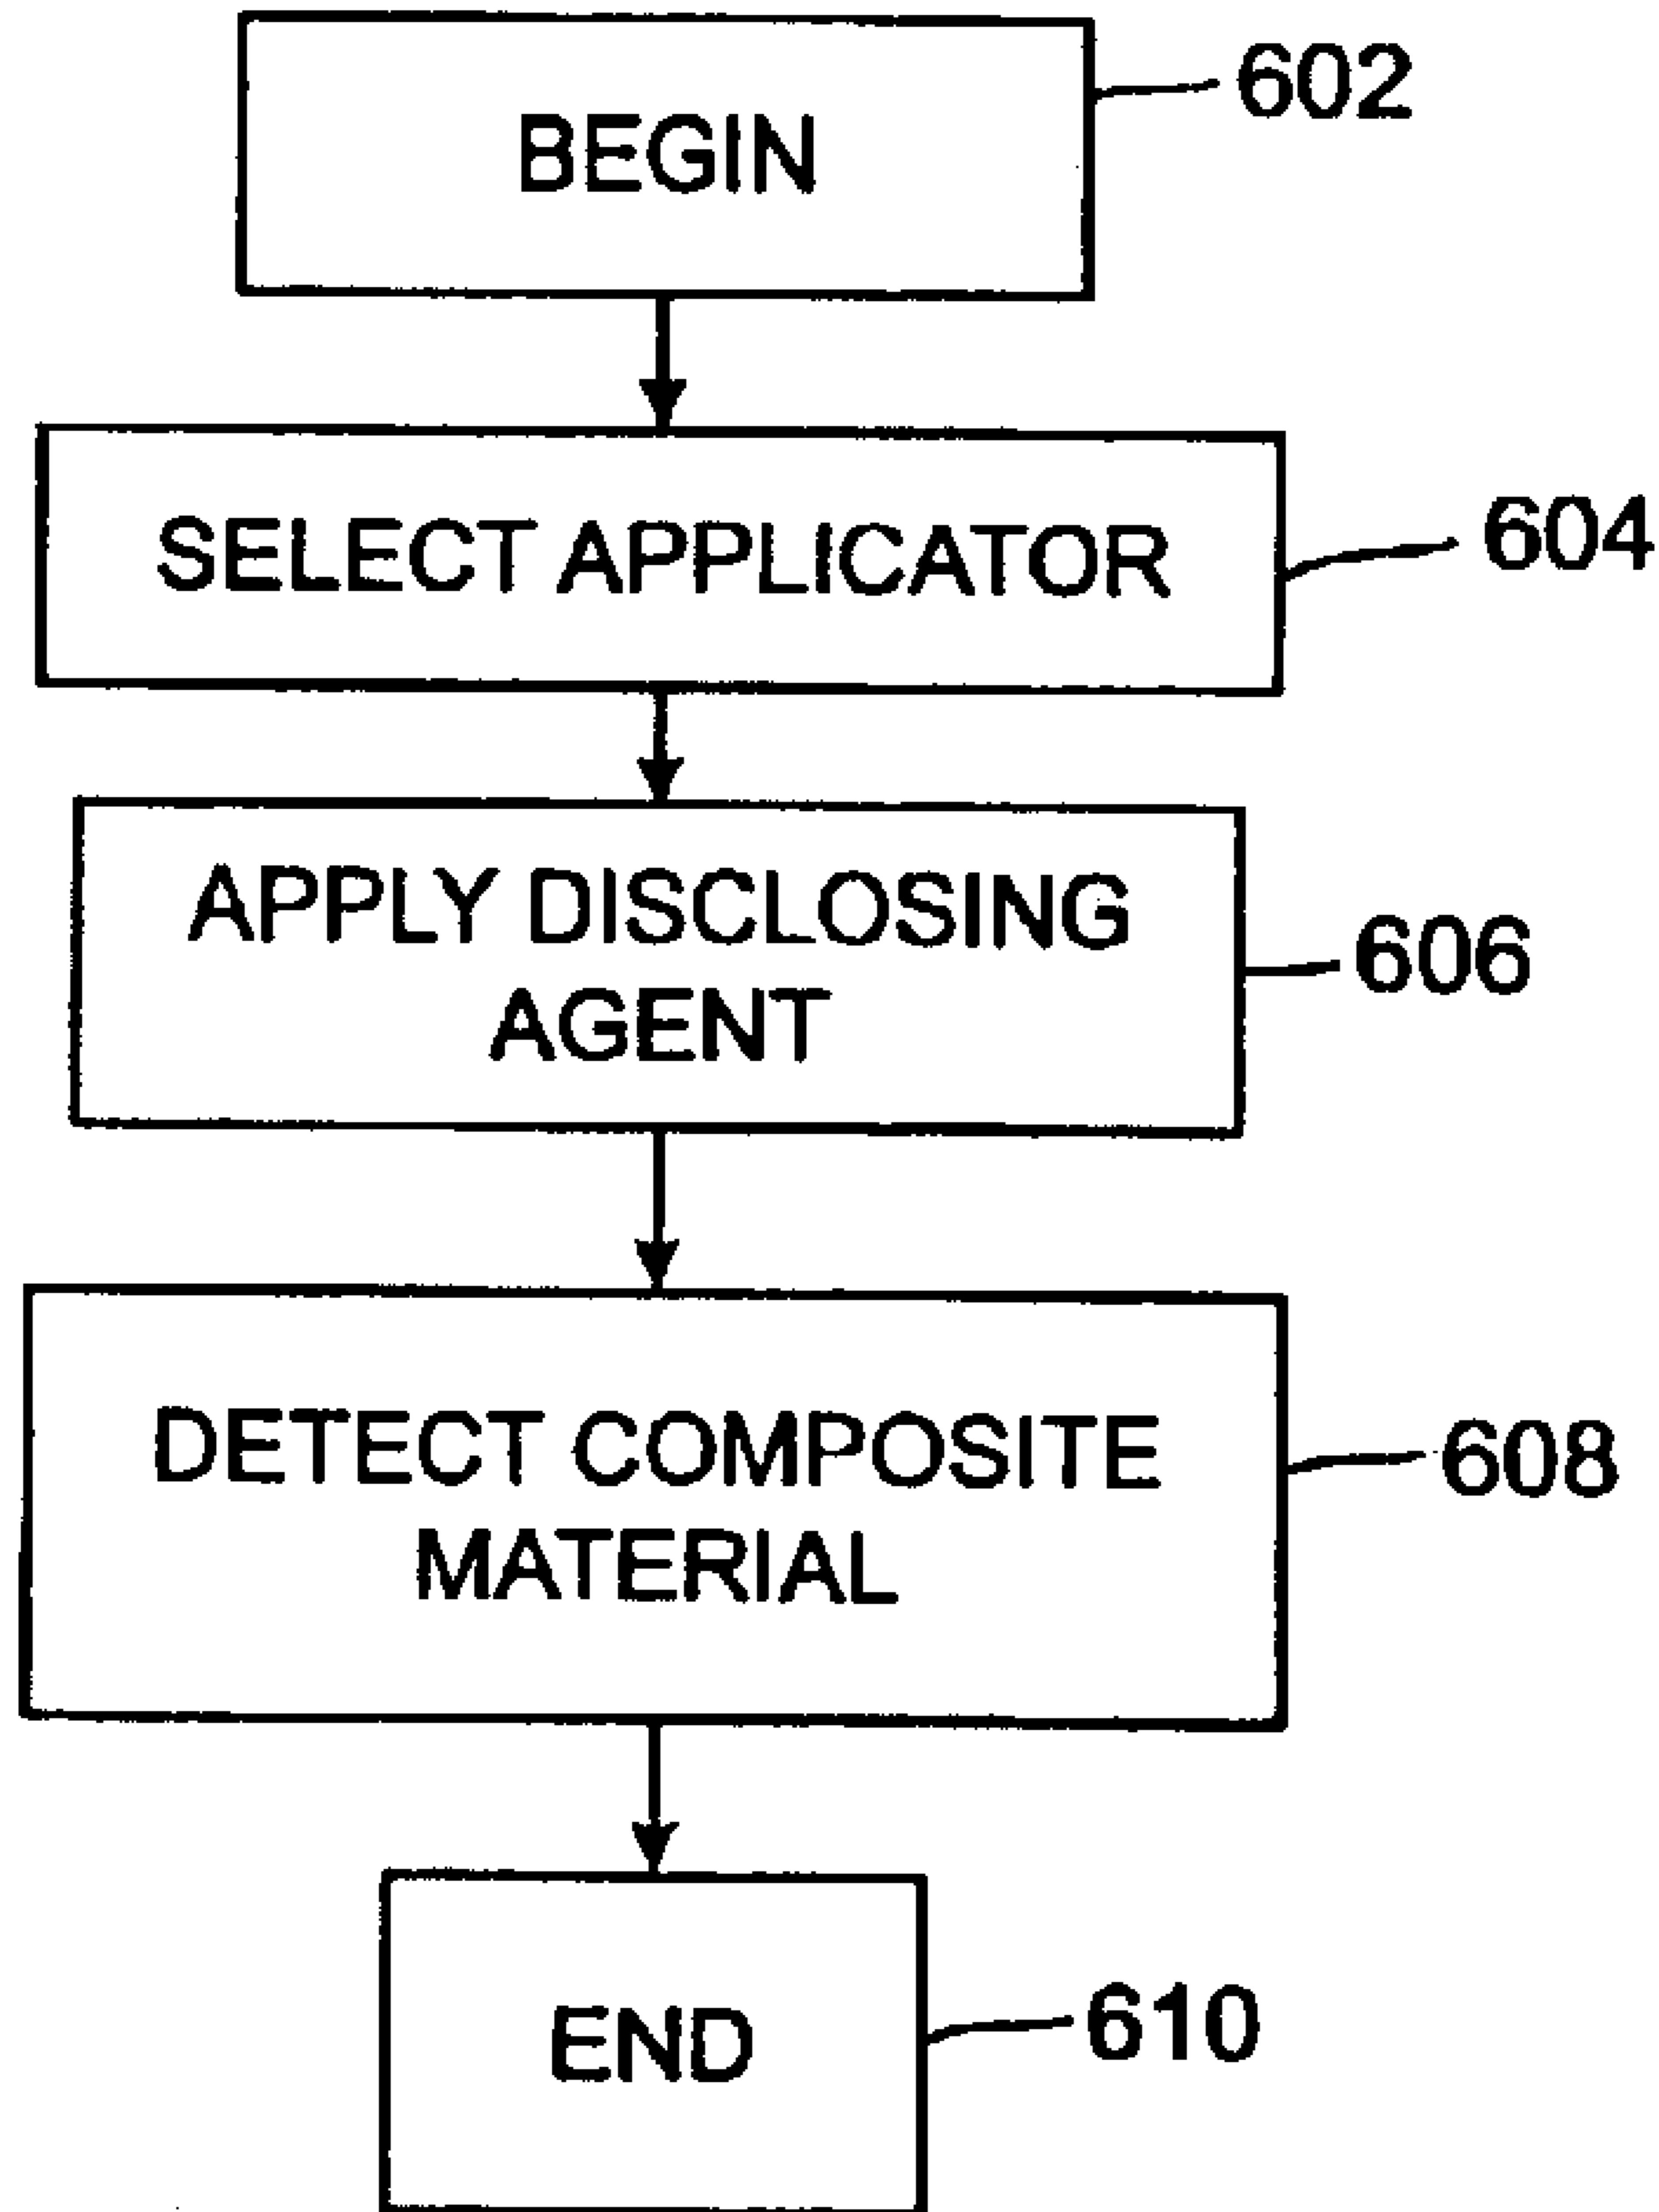 BEGIN
602
SELECT APPLICATOR
604
APPLY DISCLOSING
AGENT
606
DETECT COMPOSITE
MATERIAL
608
END
610